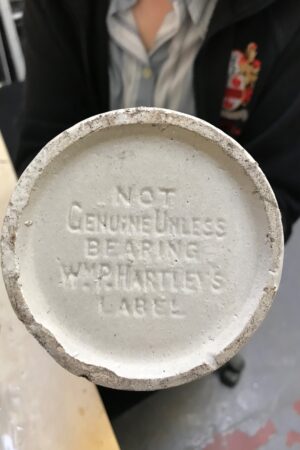 NOT
GENUINE UNLESS
BEARING
WM. P. HARTLEY'S
LABEL